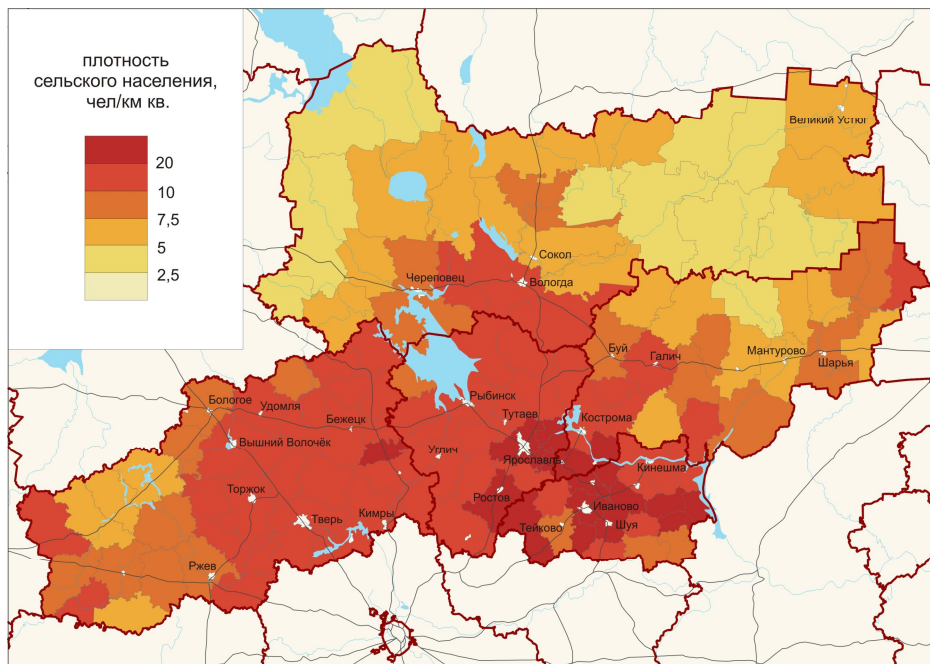 плотность
сельского населения,
чел/км кв.
20
10
7,5
5
2,5
Великий Устюг
Сокол
Вологда
Череповец
Буй
Галич
Мантурово
Шарья
Бологое
Удомля
Бежецк
Рыбинск
Тутаев
Кострома
Вышний Волочёк
Углич
Ярославль
Кинешма
Торжок
Ростов
Иваново
Тверь
Кимры
Тейково
Шуя
Ржев